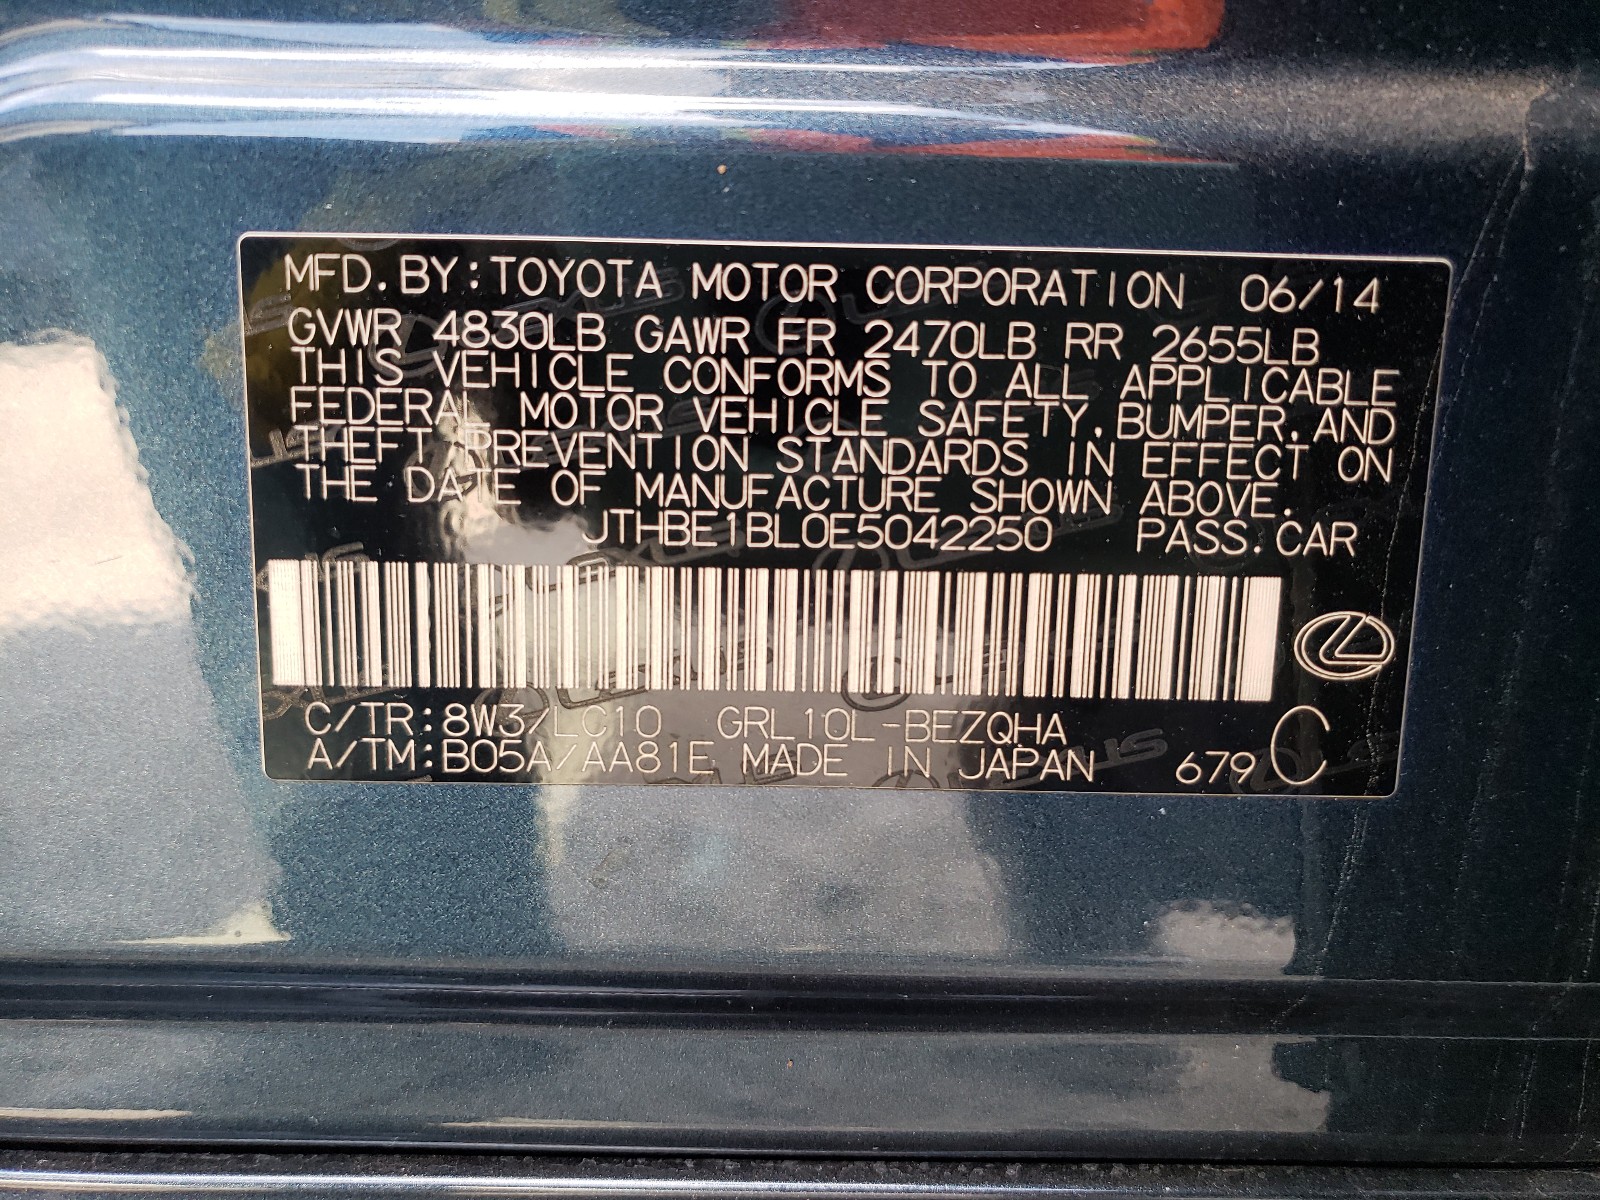 MFD. BY: TOYOTA MOTOR CORPORATION 06/14
GVWR 4830LB GAWR FR 2470LB RR 2655LB
THIS VEHICLE CONFORMS TO ALL APPLICABLE
FEDERAL MOTOR VEHICLE SAFETY, BUMPER, AND
THEFT PREVENTION STANDARDS IN EFFECT ON
THE DATE OF MANUFACTURE SHOWN ABOVE.
JTHBE1BL0E5042250 PASS. CAR
C/TR: 8W3/LC10 GRL10L-BEZQHA
A/TM: B05A/AA81E MADE IN JAPAN 679 C